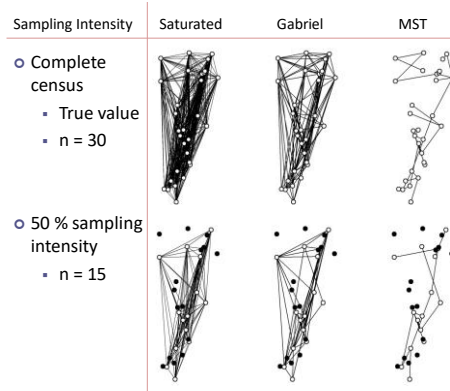 Sampling Intensity Saturated Gabriel MST
Complete
census
True value
n = 30
50 % sampling
intensity
n = 15